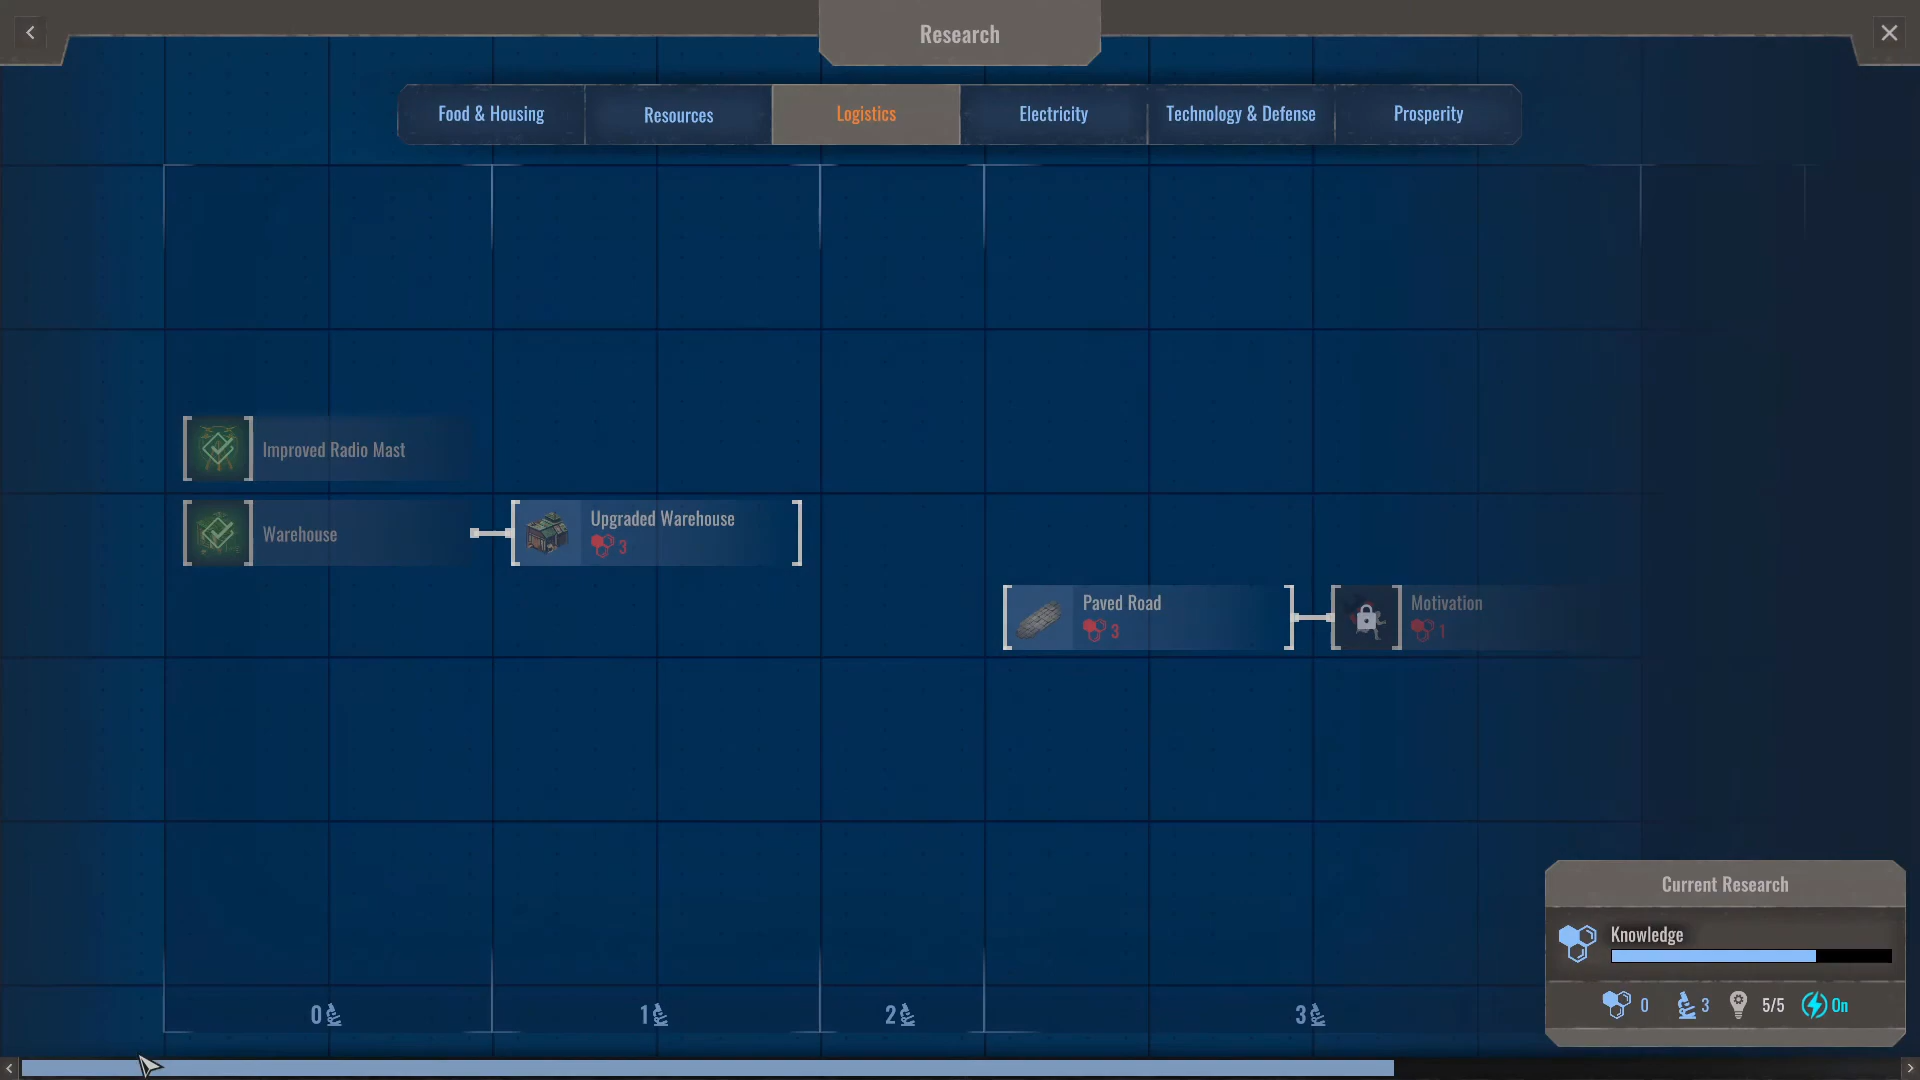 Research
Food & Housing
Resources
Logistics
Electricity
Technology & Defense
Prosperity
Improved Radio Mast
Warehouse
Upgraded Warehouse
3
Paved Road
3
Motivation
1
Current Research
Knowledge
0
3
5/5
On
0
1
2
3